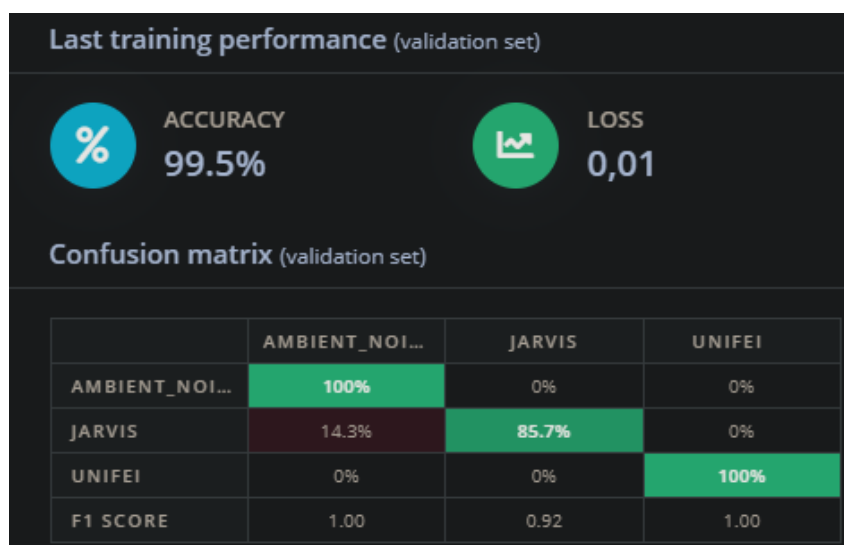 Last training performance (validation set)
ACCURACY LOSS
99.5% 0,01
Confusion matrix (validation set)
AMBIENT_NOI... JARVIS UNIFEI
AMBIENT_NOI... 100% 0% 0%
JARVIS 14.3% 85.7% 0%
UNIFEI 0% 0% 100%
F1 SCORE 1.00 0.92 1.00